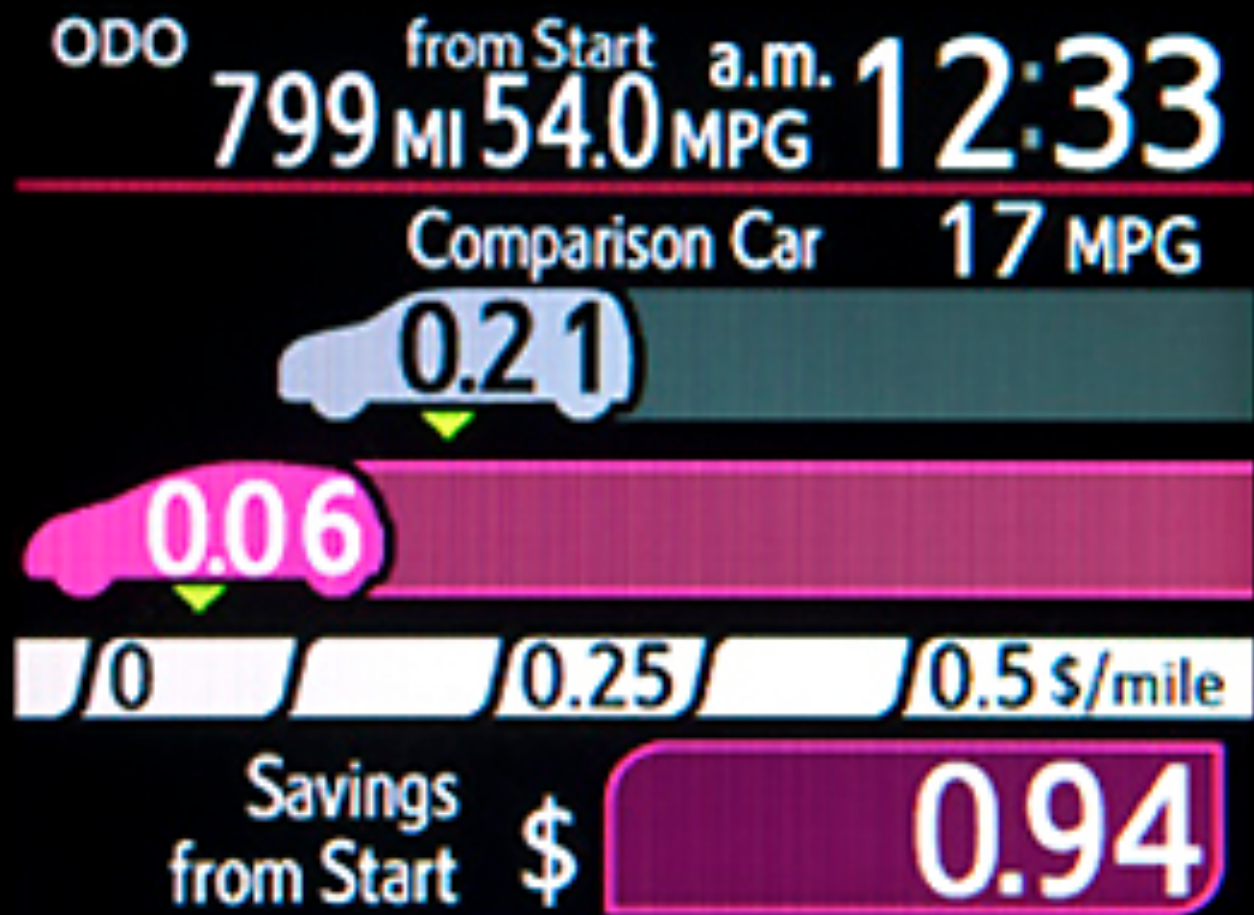 ODO from Start a.m. 12:33
799 MI 54.0 MPG
Comparison Car 17 MPG
0.21
0.06
0 0.25 0.5 $/mile
Savings
from Start $ 0.94